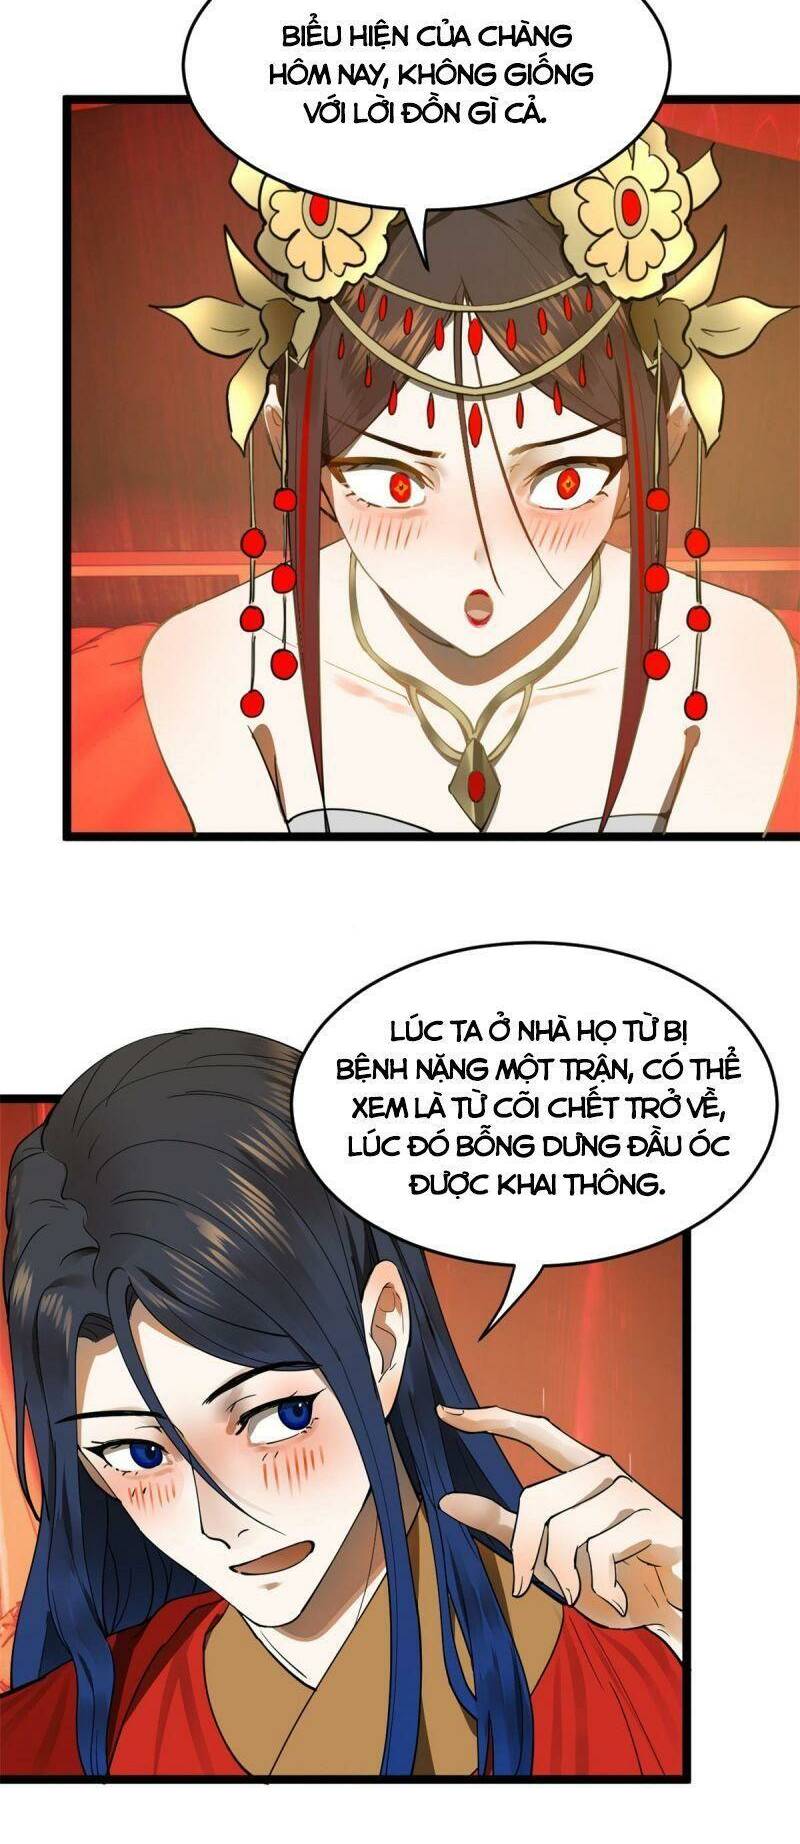 BIỂU HIỆN CỦA CHÀNG
HÔM NAY, KHÔNG GIỐNG
VỚI LỜI ĐỒN GÌ CẢ.
LÚC TA Ở NHÀ HỌ TỪ BỊ
BỆNH NẶNG MỘT TRẬN, CÓ THỂ
XEM LÀ TỪ CÕI CHẾT TRỞ VỀ,
LÚC ĐÓ BỖNG DƯNG ĐẦU ÓC
ĐƯỢC KHAI THÔNG.